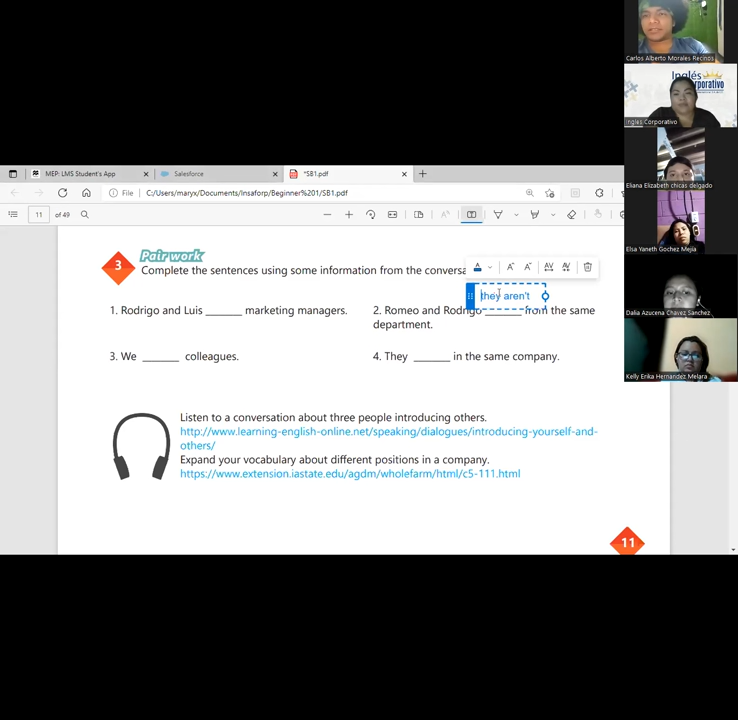 Carlos Alberto Morales Recinos
Inglés
Corporativo
Ingles Corporativo
Eliana Elizabeth chicas delgado
Elsa Yaneth Gochez Mejia
Dalia Azucena Chavez Sanchez
Kelly Erika Hernandez Melara
MEP: LMS Student's App
Salesforce
*SB1.pdf
File
C:/Users/maryx/Documents/Insaforp/Beginner%201/SB1.pdf
11 of 49
3
Pair work
Complete the sentences using some information from the conversa
they aren't
1. Rodrigo and Luis _______ marketing managers.
2. Romeo and Rodrigo _______ from the same
department.
3. We _______ colleagues.
4. They _______ in the same company.
Listen to a conversation about three people introducing others.
http://www.learning-english-online.net/speaking/dialogues/introducing-yourself-and-
others/
Expand your vocabulary about different positions in a company.
https://www.extension.iastate.edu/agdm/wholefarm/html/c5-111.html
11